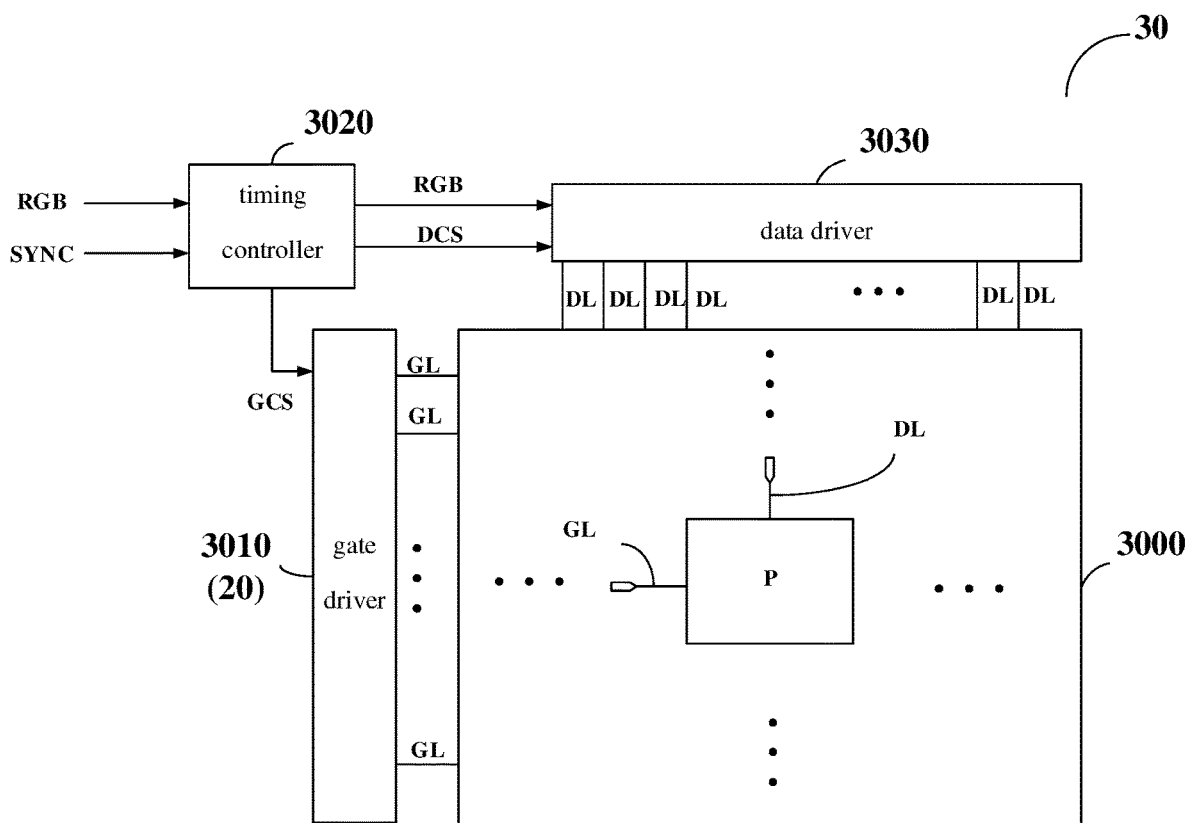 30
3020
3030
RGB
timing
RGB
SYNC
controller
DCS
data driver
DL DL DL DL DL DL
GL
GCS
GL
DL
3010
(20)
gate
driver
GL
P
3000
GL